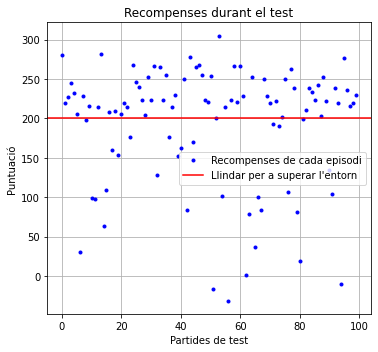 Recompenses durant el test
Puntuació
300
250
200
150
100
50
0
Recompenses de cada episodi
Llindar per a superar l'entorn
0
20
40
60
80
100
Partides de test